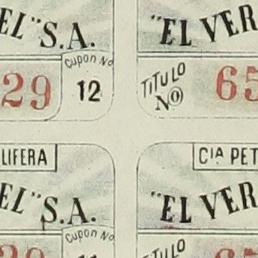 EL" S.A.
Cupon No
29
12
"EL VER
TITULO
No
65
LIFERA
EL" S.A.
Cupon No
CIA PET
"EL VER
TITULO